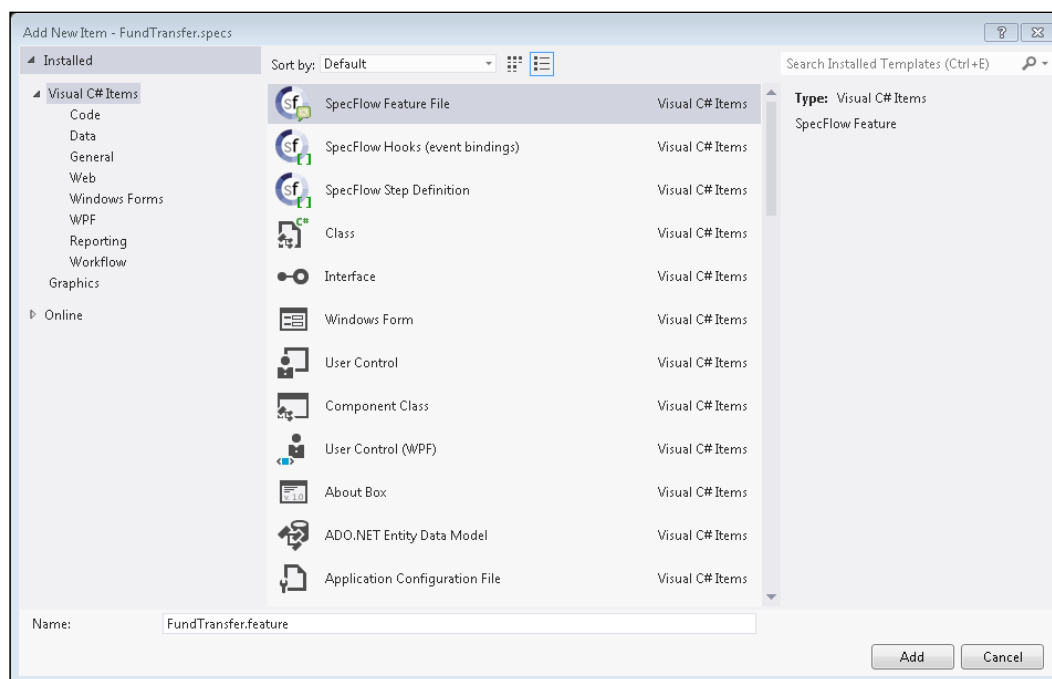 Add New Item - FundTransfer.specs
Installed
Sort by: Default
Search Installed Templates (Ctrl+E)
Visual C# Items
Code
Data
General
Web
Windows Forms
WPF
Reporting
Workflow
Graphics
Online
SpecFlow Feature File Visual C# Items
SpecFlow Hooks (event bindings) Visual C# Items
SpecFlow Step Definition Visual C# Items
Class Visual C# Items
Interface Visual C# Items
Windows Form Visual C# Items
User Control Visual C# Items
Component Class Visual C# Items
User Control (WPF) Visual C# Items
About Box Visual C# Items
ADO.NET Entity Data Model Visual C# Items
Application Configuration File Visual C# Items
Type: Visual C# Items
SpecFlow Feature
Name: FundTransfer.feature
Add Cancel